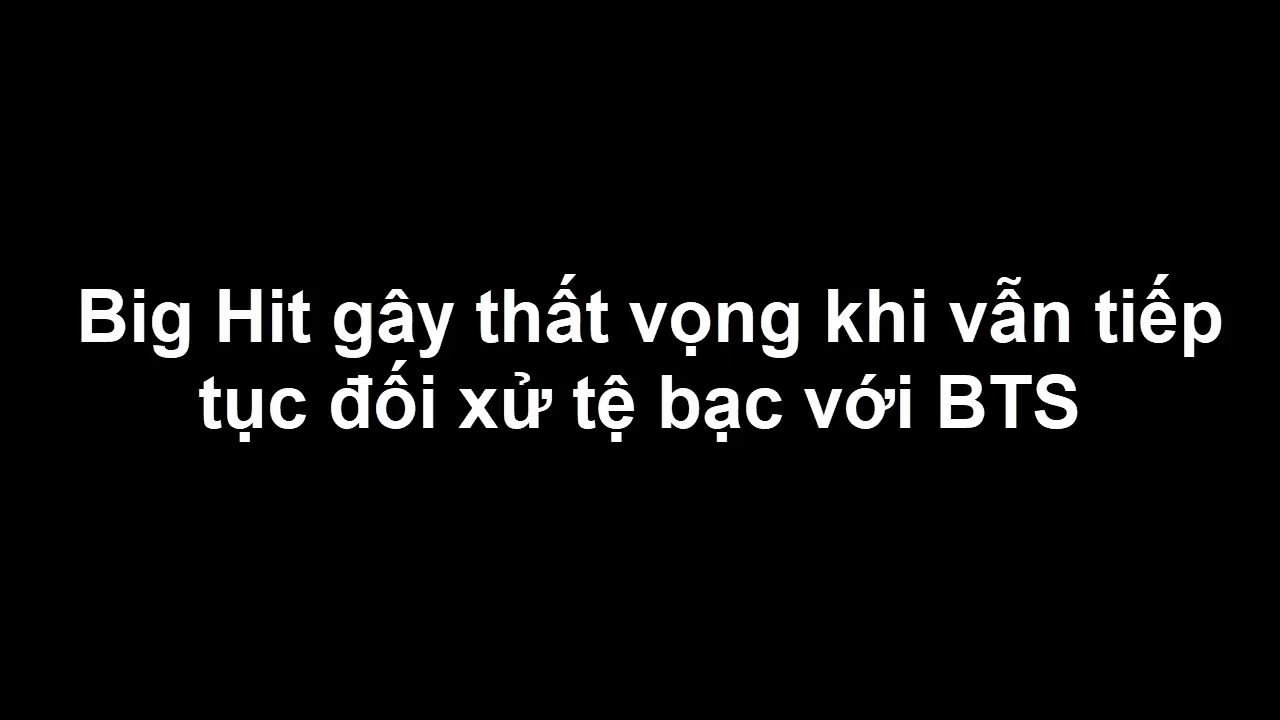 Big Hit gây thất vọng khi vẫn tiếp
tục đối xử tệ bạc với BTS